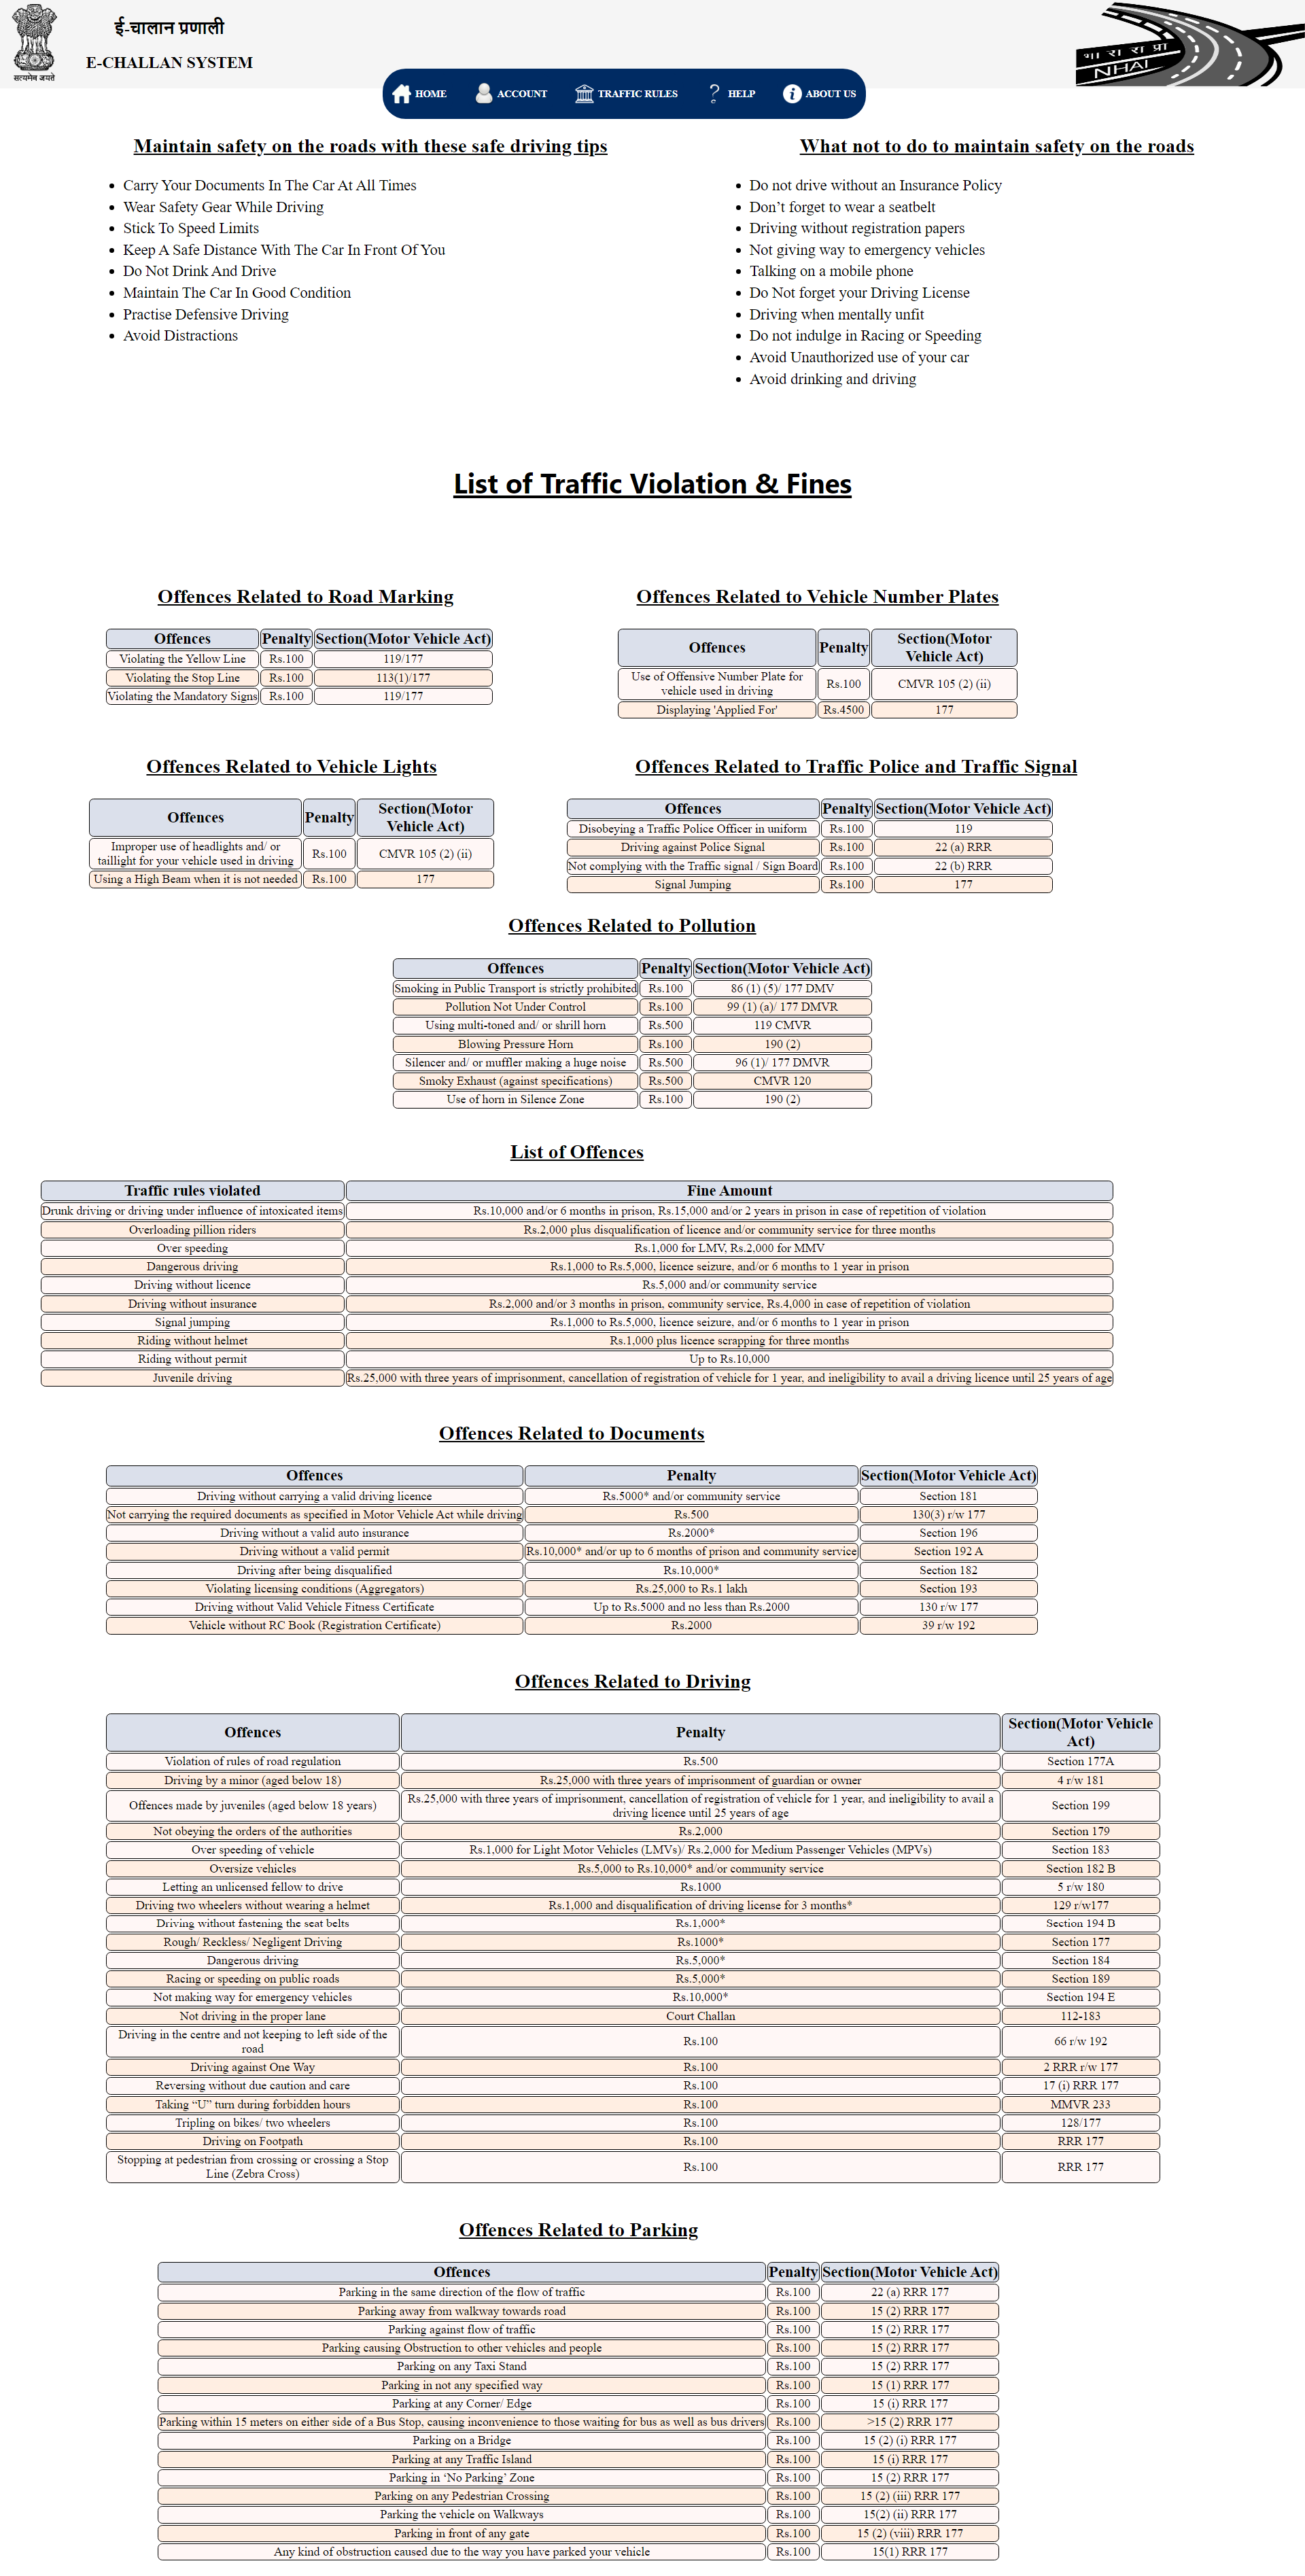 सत्यमेव जयते
ई-चालान प्रणाली
E-CHALLAN SYSTEM
भा रा रा प्रा
NHAI
HOME ACCOUNT TRAFFIC RULES HELP ABOUT US
Maintain safety on the roads with these safe driving tips
Carry Your Documents In The Car At All Times
Wear Safety Gear While Driving
Stick To Speed Limits
Keep A Safe Distance With The Car In Front Of You
Do Not Drink And Drive
Maintain The Car In Good Condition
Practise Defensive Driving
Avoid Distractions
What not to do to maintain safety on the roads
Do not drive without an Insurance Policy
Don’t forget to wear a seatbelt
Driving without registration papers
Not giving way to emergency vehicles
Talking on a mobile phone
Do Not forget your Driving License
Driving when mentally unfit
Do not indulge in Racing or Speeding
Avoid Unauthorized use of your car
Avoid drinking and driving
List of Traffic Violation & Fines
Offences Related to Road Marking
Offences Penalty Section(Motor Vehicle Act)
Violating the Yellow Line Rs.100 119/177
Violating the Stop Line Rs.100 113(1)/177
Violating the Mandatory Signs Rs.100 119/177
Offences Related to Vehicle Number Plates
Offences Penalty Section(Motor
Vehicle Act)
Use of Offensive Number Plate for
vehicle used in driving Rs.100 CMVR 105 (2) (ii)
Displaying 'Applied For' Rs.4500 177
Offences Related to Vehicle Lights
Offences Penalty Section(Motor
Vehicle Act)
Improper use of headlights and/ or
taillight for your vehicle used in driving Rs.100 CMVR 105 (2) (ii)
Using a High Beam when it is not needed Rs.100 177
Offences Related to Traffic Police and Traffic Signal
Offences Penalty Section(Motor Vehicle Act)
Disobeying a Traffic Police Officer in uniform Rs.100 119
Driving against Police Signal Rs.100 22 (a) RRR
Not complying with the Traffic signal / Sign Board Rs.100 22 (b) RRR
Signal Jumping Rs.100 177
Offences Related to Pollution
Offences Penalty Section(Motor Vehicle Act)
Smoking in Public Transport is strictly prohibited Rs.100 86 (1) (5)/ 177 DMV
Pollution Not Under Control Rs.100 99 (1) (a)/ 177 DMVR
Using multi-toned and/ or shrill horn Rs.500 119 CMVR
Blowing Pressure Horn Rs.100 190 (2)
Silencer and/ or muffler making a huge noise Rs.500 96 (1)/ 177 DMVR
Smoky Exhaust (against specifications) Rs.500 CMVR 120
Use of horn in Silence Zone Rs.100 190 (2)
List of Offences
Traffic rules violated Fine Amount
Drunk driving or driving under influence of intoxicated items Rs.10,000 and/or 6 months in prison, Rs.15,000 and/or 2 years in prison in case of repetition of violation
Overloading pillion riders Rs.2,000 plus disqualification of licence and/or community service for three months
Over speeding Rs.1,000 for LMV, Rs.2,000 for MMV
Dangerous driving Rs.1,000 to Rs.5,000, licence seizure, and/or 6 months to 1 year in prison
Driving without licence Rs.5,000 and/or community service
Driving without insurance Rs.2,000 and/or 3 months in prison, community service, Rs.4,000 in case of repetition of violation
Signal jumping Rs.1,000 to Rs.5,000, licence seizure, and/or 6 months to 1 year in prison
Riding without helmet Rs.1,000 plus licence scrapping for three months
Riding without permit Up to Rs.10,000
Juvenile driving Rs.25,000 with three years of imprisonment, cancellation of registration of vehicle for 1 year, and ineligibility to avail a driving licence until 25 years of age
Offences Related to Documents
Offences Penalty Section(Motor Vehicle Act)
Driving without carrying a valid driving licence Rs.5000* and/or community service Section 181
Not carrying the required documents as specified in Motor Vehicle Act while driving Rs.500 130(3) r/w 177
Driving without a valid auto insurance Rs.2000* Section 196
Driving without a valid permit Rs.10,000* and/or up to 6 months of prison and community service Section 192 A
Driving after being disqualified Rs.10,000* Section 182
Violating licensing conditions (Aggregators) Rs.25,000 to Rs.1 lakh Section 193
Driving without Valid Vehicle Fitness Certificate Up to Rs.5000 and no less than Rs.2000 130 r/w 177
Vehicle without RC Book (Registration Certificate) Rs.2000 39 r/w 192
Offences Related to Driving
Offences Penalty Section(Motor Vehicle
Act)
Violation of rules of road regulation Rs.500 Section 177A
Driving by a minor (aged below 18) Rs.25,000 with three years of imprisonment of guardian or owner 4 r/w 181
Offences made by juveniles (aged below 18 years) Rs.25,000 with three years of imprisonment, cancellation of registration of vehicle for 1 year, and ineligibility to avail a
driving licence until 25 years of age Section 199
Not obeying the orders of the authorities Rs.2,000 Section 179
Over speeding of vehicle Rs.1,000 for Light Motor Vehicles (LMVs)/ Rs.2,000 for Medium Passenger Vehicles (MPVs) Section 183
Oversize vehicles Rs.5,000 to Rs.10,000* and/or community service Section 182 B
Letting an unlicensed fellow to drive Rs.1000 5 r/w 180
Driving two wheelers without wearing a helmet Rs.1,000 and disqualification of driving license for 3 months* 129 r/w177
Driving without fastening the seat belts Rs.1,000* Section 194 B
Rough/ Reckless/ Negligent Driving Rs.1000* Section 177
Dangerous driving Rs.5,000* Section 184
Racing or speeding on public roads Rs.5,000* Section 189
Not making way for emergency vehicles Rs.10,000* Section 194 E
Not driving in the proper lane Court Challan 112-183
Driving in the centre and not keeping to left side of the
road Rs.100 66 r/w 192
Driving against One Way Rs.100 2 RRR r/w 177
Reversing without due caution and care Rs.100 17 (i) RRR 177
Taking “U” turn during forbidden hours Rs.100 MMVR 233
Tripling on bikes/ two wheelers Rs.100 128/177
Driving on Footpath Rs.100 RRR 177
Stopping at pedestrian from crossing or crossing a Stop
Line (Zebra Cross) Rs.100 RRR 177
Offences Related to Parking
Offences Penalty Section(Motor Vehicle Act)
Parking in the same direction of the flow of traffic Rs.100 22 (a) RRR 177
Parking away from walkway towards road Rs.100 15 (2) RRR 177
Parking against flow of traffic Rs.100 15 (2) RRR 177
Parking causing Obstruction to other vehicles and people Rs.100 15 (2) RRR 177
Parking on any Taxi Stand Rs.100 15 (2) RRR 177
Parking in not any specified way Rs.100 15 (1) RRR 177
Parking at any Corner/ Edge Rs.100 15 (i) RRR 177
Parking within 15 meters on either side of a Bus Stop, causing inconvenience to those waiting for bus as well as bus drivers Rs.100 >15 (2) RRR 177
Parking on a Bridge Rs.100 15 (2) (i) RRR 177
Parking at any Traffic Island Rs.100 15 (i) RRR 177
Parking in ‘No Parking’ Zone Rs.100 15 (2) RRR 177
Parking on any Pedestrian Crossing Rs.100 15 (2) (iii) RRR 177
Parking the vehicle on Walkways Rs.100 15(2) (ii) RRR 177
Parking in front of any gate Rs.100 15 (2) (viii) RRR 177
Any kind of obstruction caused due to the way you have parked your vehicle Rs.100 15(1) RRR 177